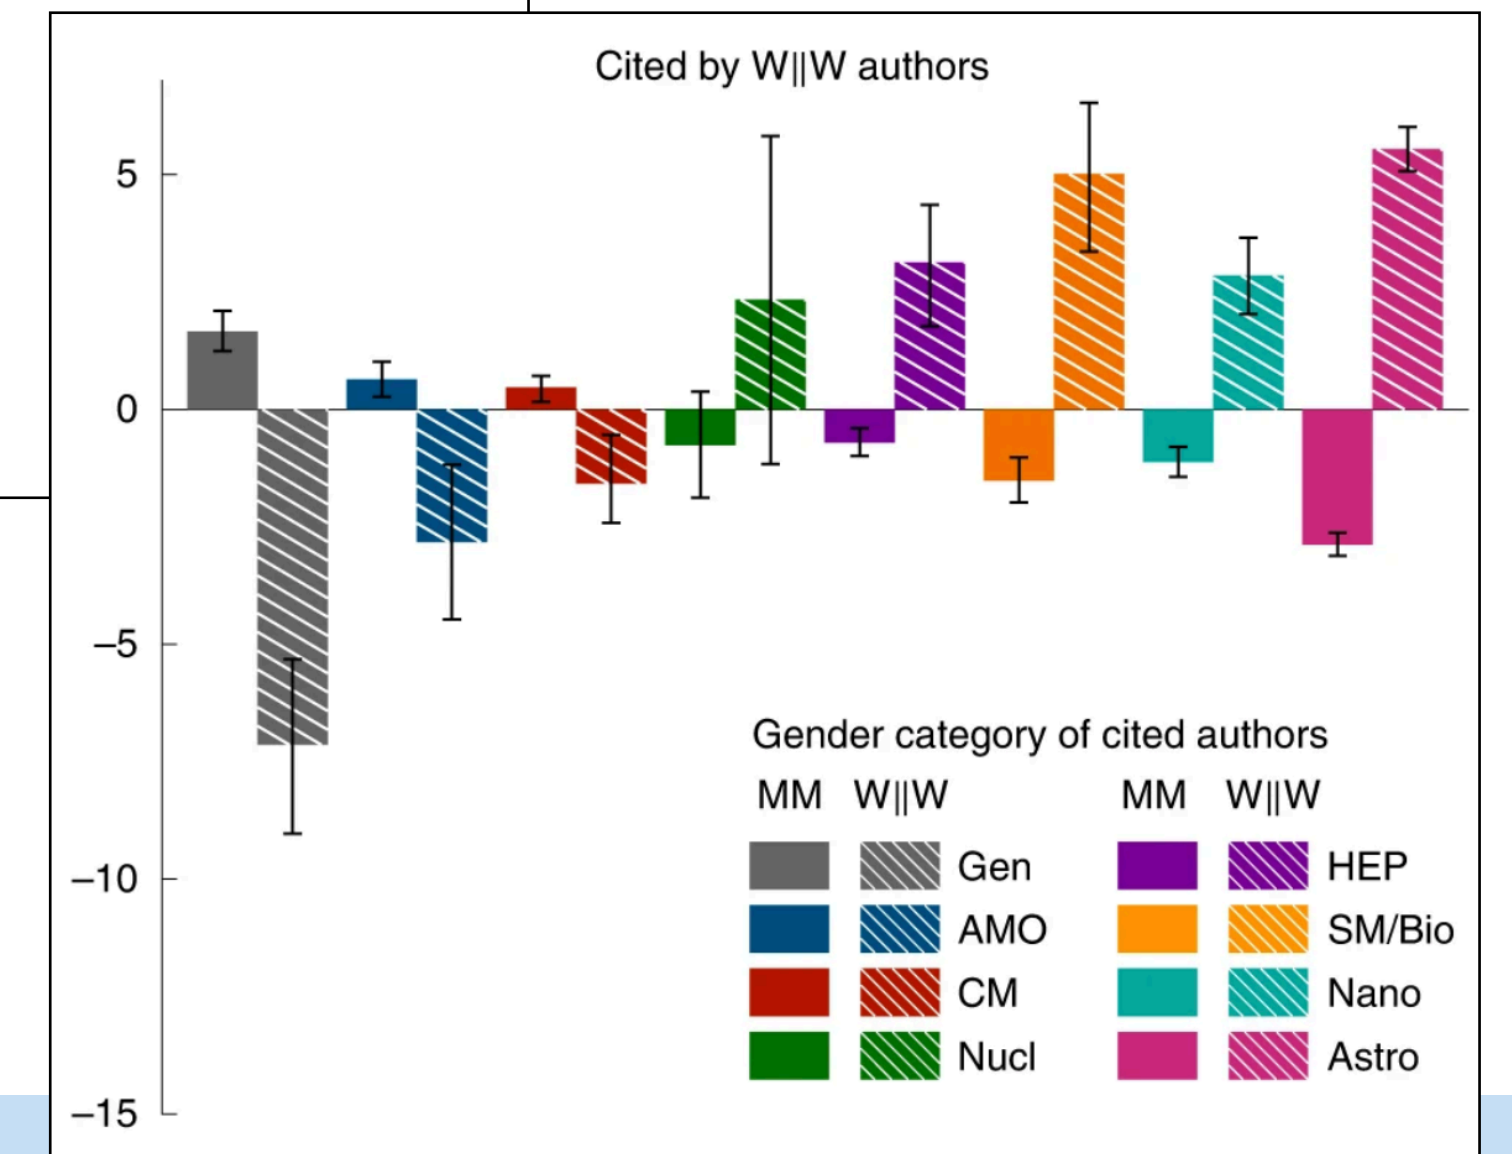 Cited by W||W authors
5
0
–5
–10
–15
Gender category of cited authors
MM W||W MM W||W
Gen HEP
AMO SM/Bio
CM Nano
Nucl Astro